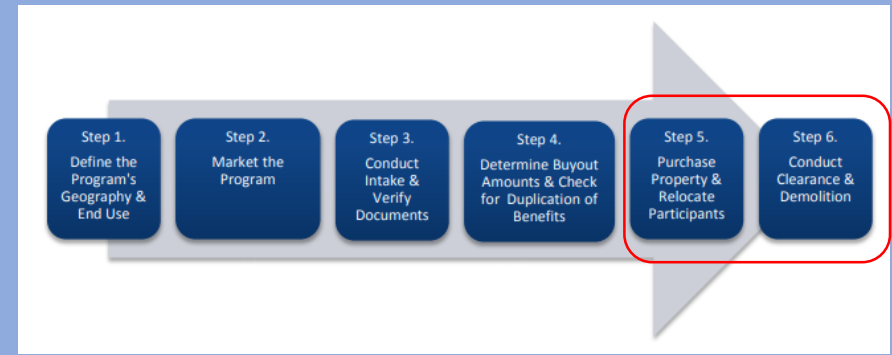 Step 1.
Define the
Program's
Geography &
End Use
Step 2.
Market the
Program
Step 3.
Conduct
Intake &
Verify
Documents
Step 4.
Determine Buyout
Amounts & Check
for Duplication of
Benefits
Step 5.
Purchase
Property &
Relocate
Participants
Step 6.
Conduct
Clearance &
Demolition